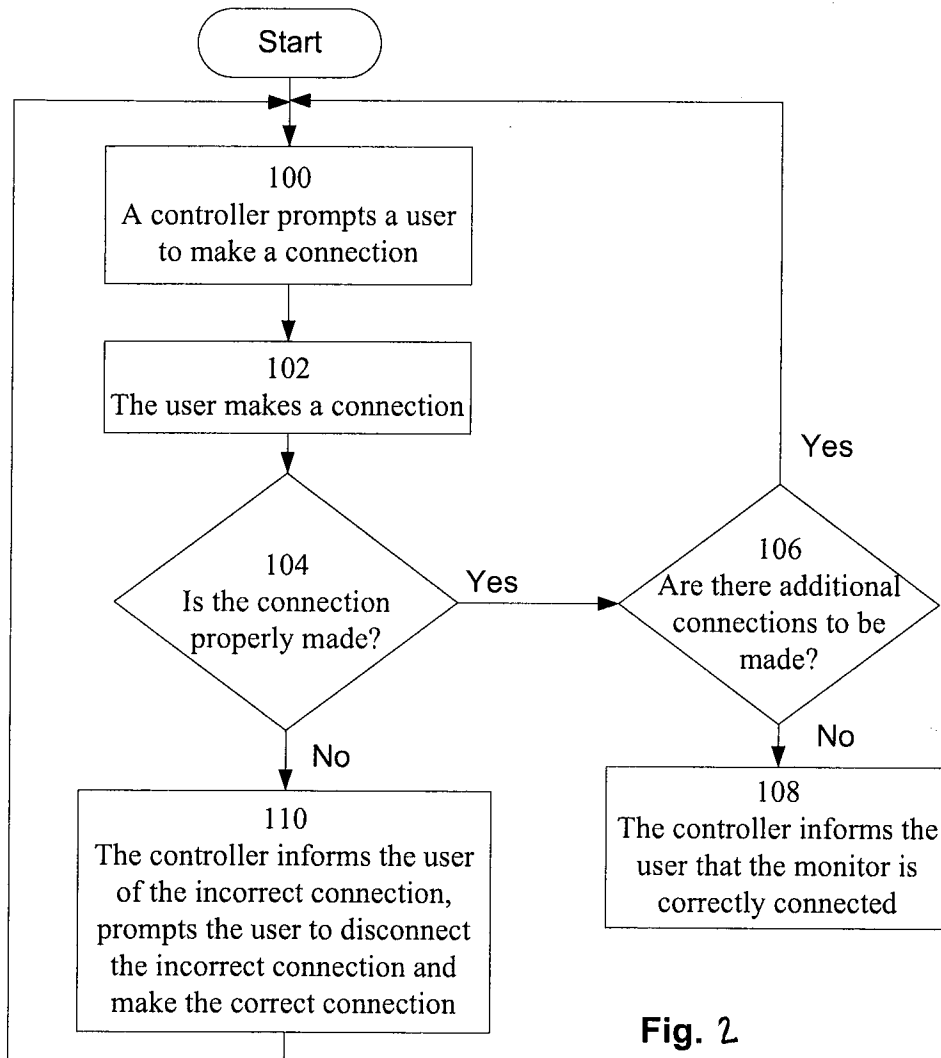 Start
100
A controller prompts a user
to make a connection
102
The user makes a connection
104
Is the connection
properly made?
Yes
106
Are there additional
connections to be
made?
Yes
No
No
108
The controller informs the
user that the monitor is
correctly connected
110
The controller informs the user
of the incorrect connection,
prompts the user to disconnect
the incorrect connection and
make the correct connection
Fig. 2